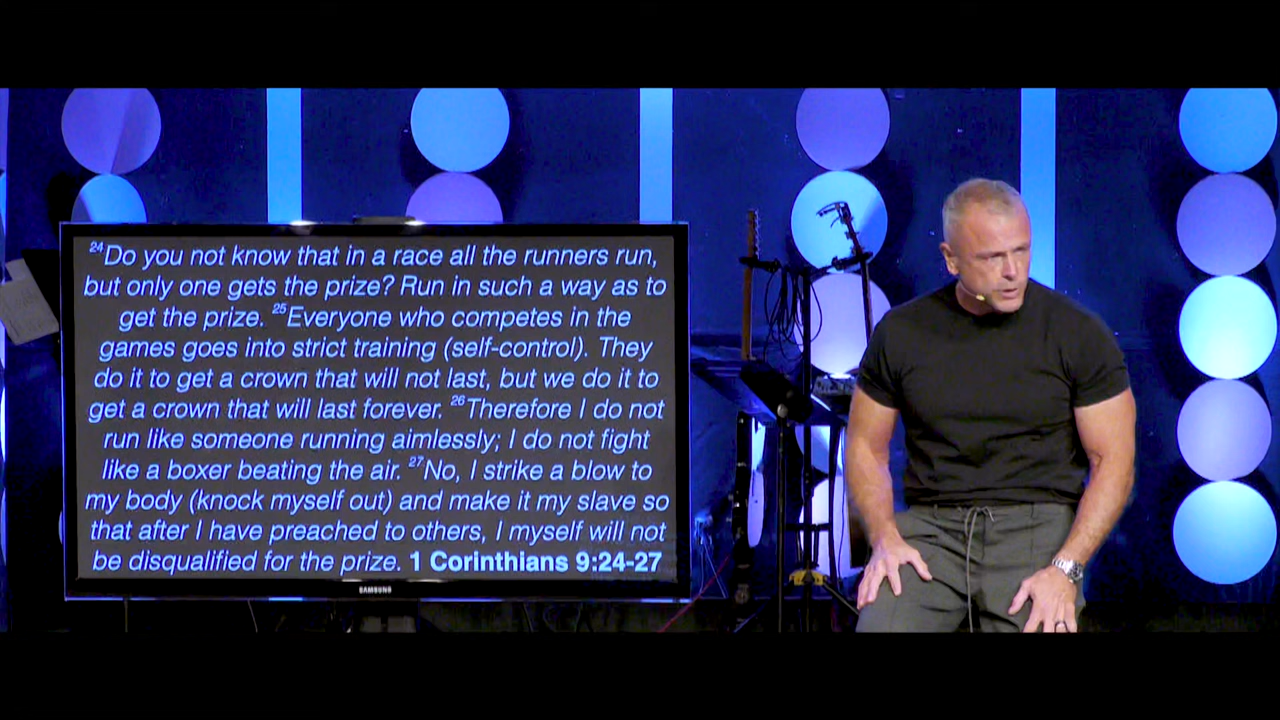 ²⁴Do you not know that in a race all the runners run,
but only one gets the prize? Run in such a way as to
get the prize. ²⁵Everyone who competes in the
games goes into strict training (self-control). They
do it to get a crown that will not last, but we do it to
get a crown that will last forever. ²⁶Therefore I do not
run like someone running aimlessly; I do not fight
like a boxer beating the air. ²⁷No, I strike a blow to
my body (knock myself out) and make it my slave so
that after I have preached to others, I myself will not
be disqualified for the prize. 1 Corinthians 9:24-27
SAMSUNG